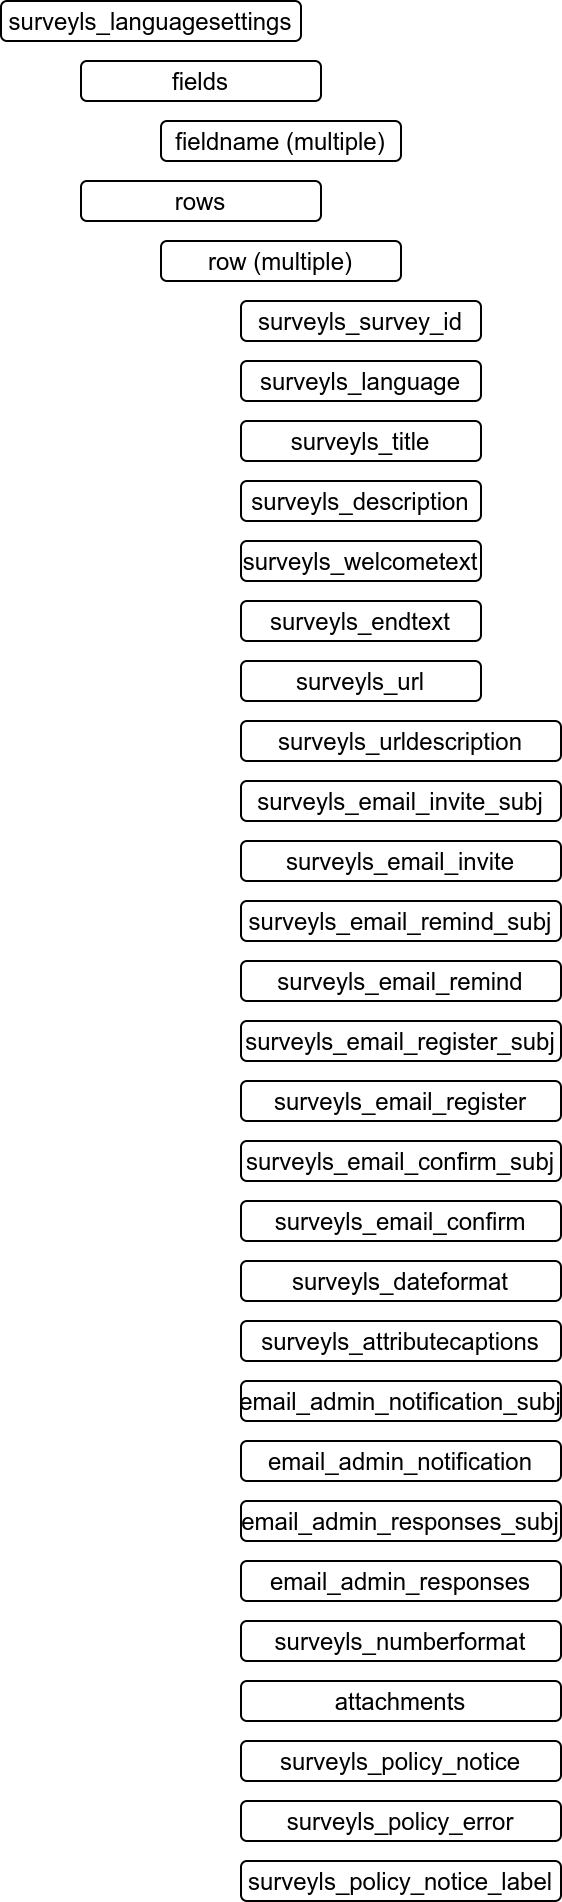 surveyls_languagesettings
fields
fieldname (multiple)
rows
row (multiple)
surveyls_survey_id
surveyls_language
surveyls_title
surveyls_description
surveyls_welcometext
surveyls_endtext
surveyls_url
surveyls_urldescription
surveyls_email_invite_subj
surveyls_email_invite
surveyls_email_remind_subj
surveyls_email_remind
surveyls_email_register_subj
surveyls_email_register
surveyls_email_confirm_subj
surveyls_email_confirm
surveyls_dateformat
surveyls_attributecaptions
email_admin_notification_subj
email_admin_notification
email_admin_responses_subj
email_admin_responses
surveyls_numberformat
attachments
surveyls_policy_notice
surveyls_policy_error
surveyls_policy_notice_label